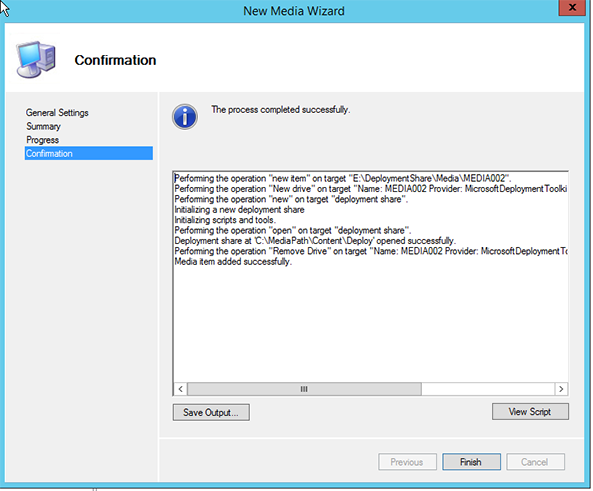 New Media Wizard
x
Confirmation
General Settings
Summary
Progress
Confirmation
The process completed successfully.
Performing the operation "new item" on target "E:\DeploymentShare\Media\MEDIA002".
Performing the operation "New drive" on target "Name: MEDIA002 Provider: MicrosoftDeploymentToolki
Performing the operation "new" on target "deployment share".
Initializing a new deployment share
Initializing scripts and tools.
Performing the operation "open" on target "deployment share".
Deployment share at 'C:\MediaPath\Content\Deploy' opened successfully.
Performing the operation "Remove Drive" on target "Name: MEDIA002 Provider: MicrosoftDeploymentTo
Media item added successfully.
Save Output...
View Script
Previous
Finish
Cancel